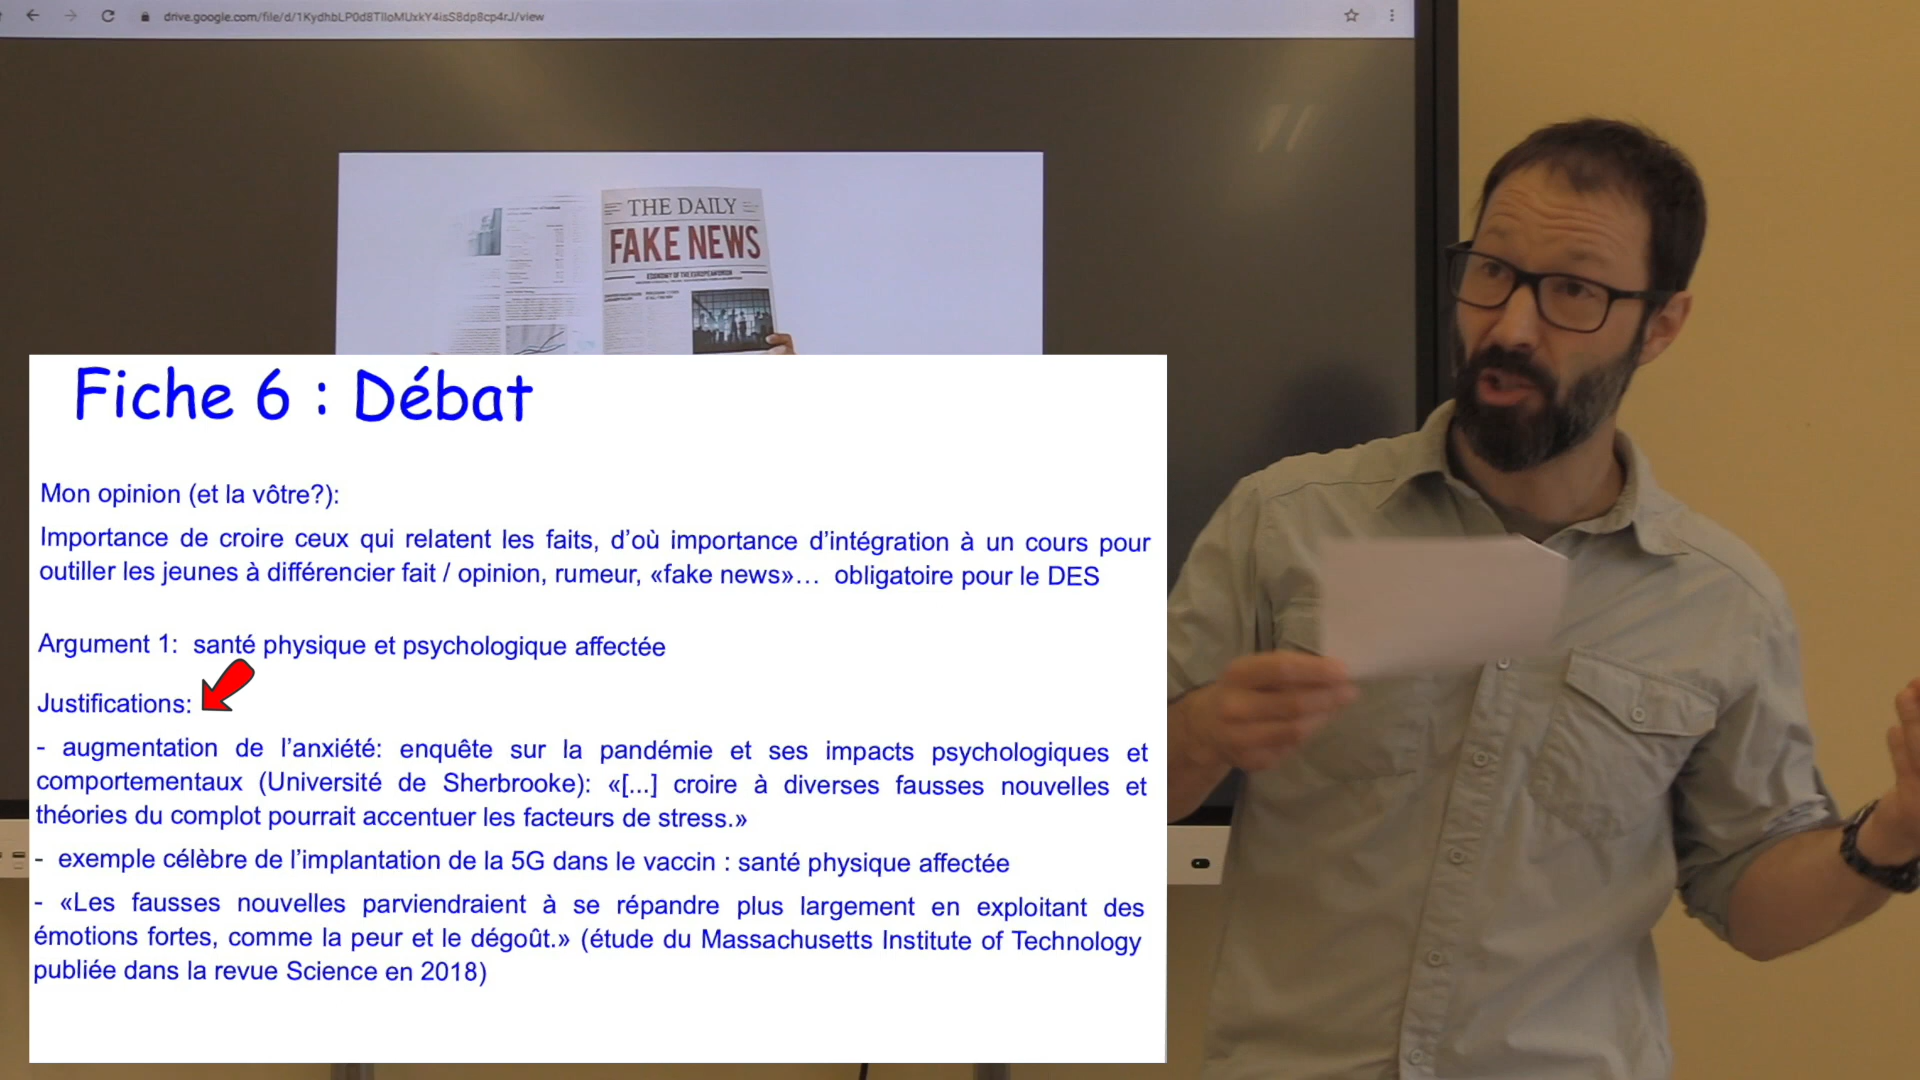 drive.google.com/file/d/1KydhbLP0d8TlloMUxkY4isS8dp8cp4rJ/view
THE DAILY
FAKE NEWS
ECONOMY OF THE EUROPEAN UNION
Fiche 6 : Débat
Mon opinion (et la vôtre?):
Importance de croire ceux qui relatent les faits, d’où importance d’intégration à un cours pour
outiller les jeunes à différencier fait / opinion, rumeur, «fake news»… obligatoire pour le DES
Argument 1: santé physique et psychologique affectée
Justifications:
- augmentation de l’anxiété: enquête sur la pandémie et ses impacts psychologiques et
comportementaux (Université de Sherbrooke): «[...] croire à diverses fausses nouvelles et
théories du complot pourrait accentuer les facteurs de stress.»
- exemple célèbre de l’implantation de la 5G dans le vaccin : santé physique affectée
- «Les fausses nouvelles parviendraient à se répandre plus largement en exploitant des
émotions fortes, comme la peur et le dégoût.» (étude du Massachusetts Institute of Technology
publiée dans la revue Science en 2018)